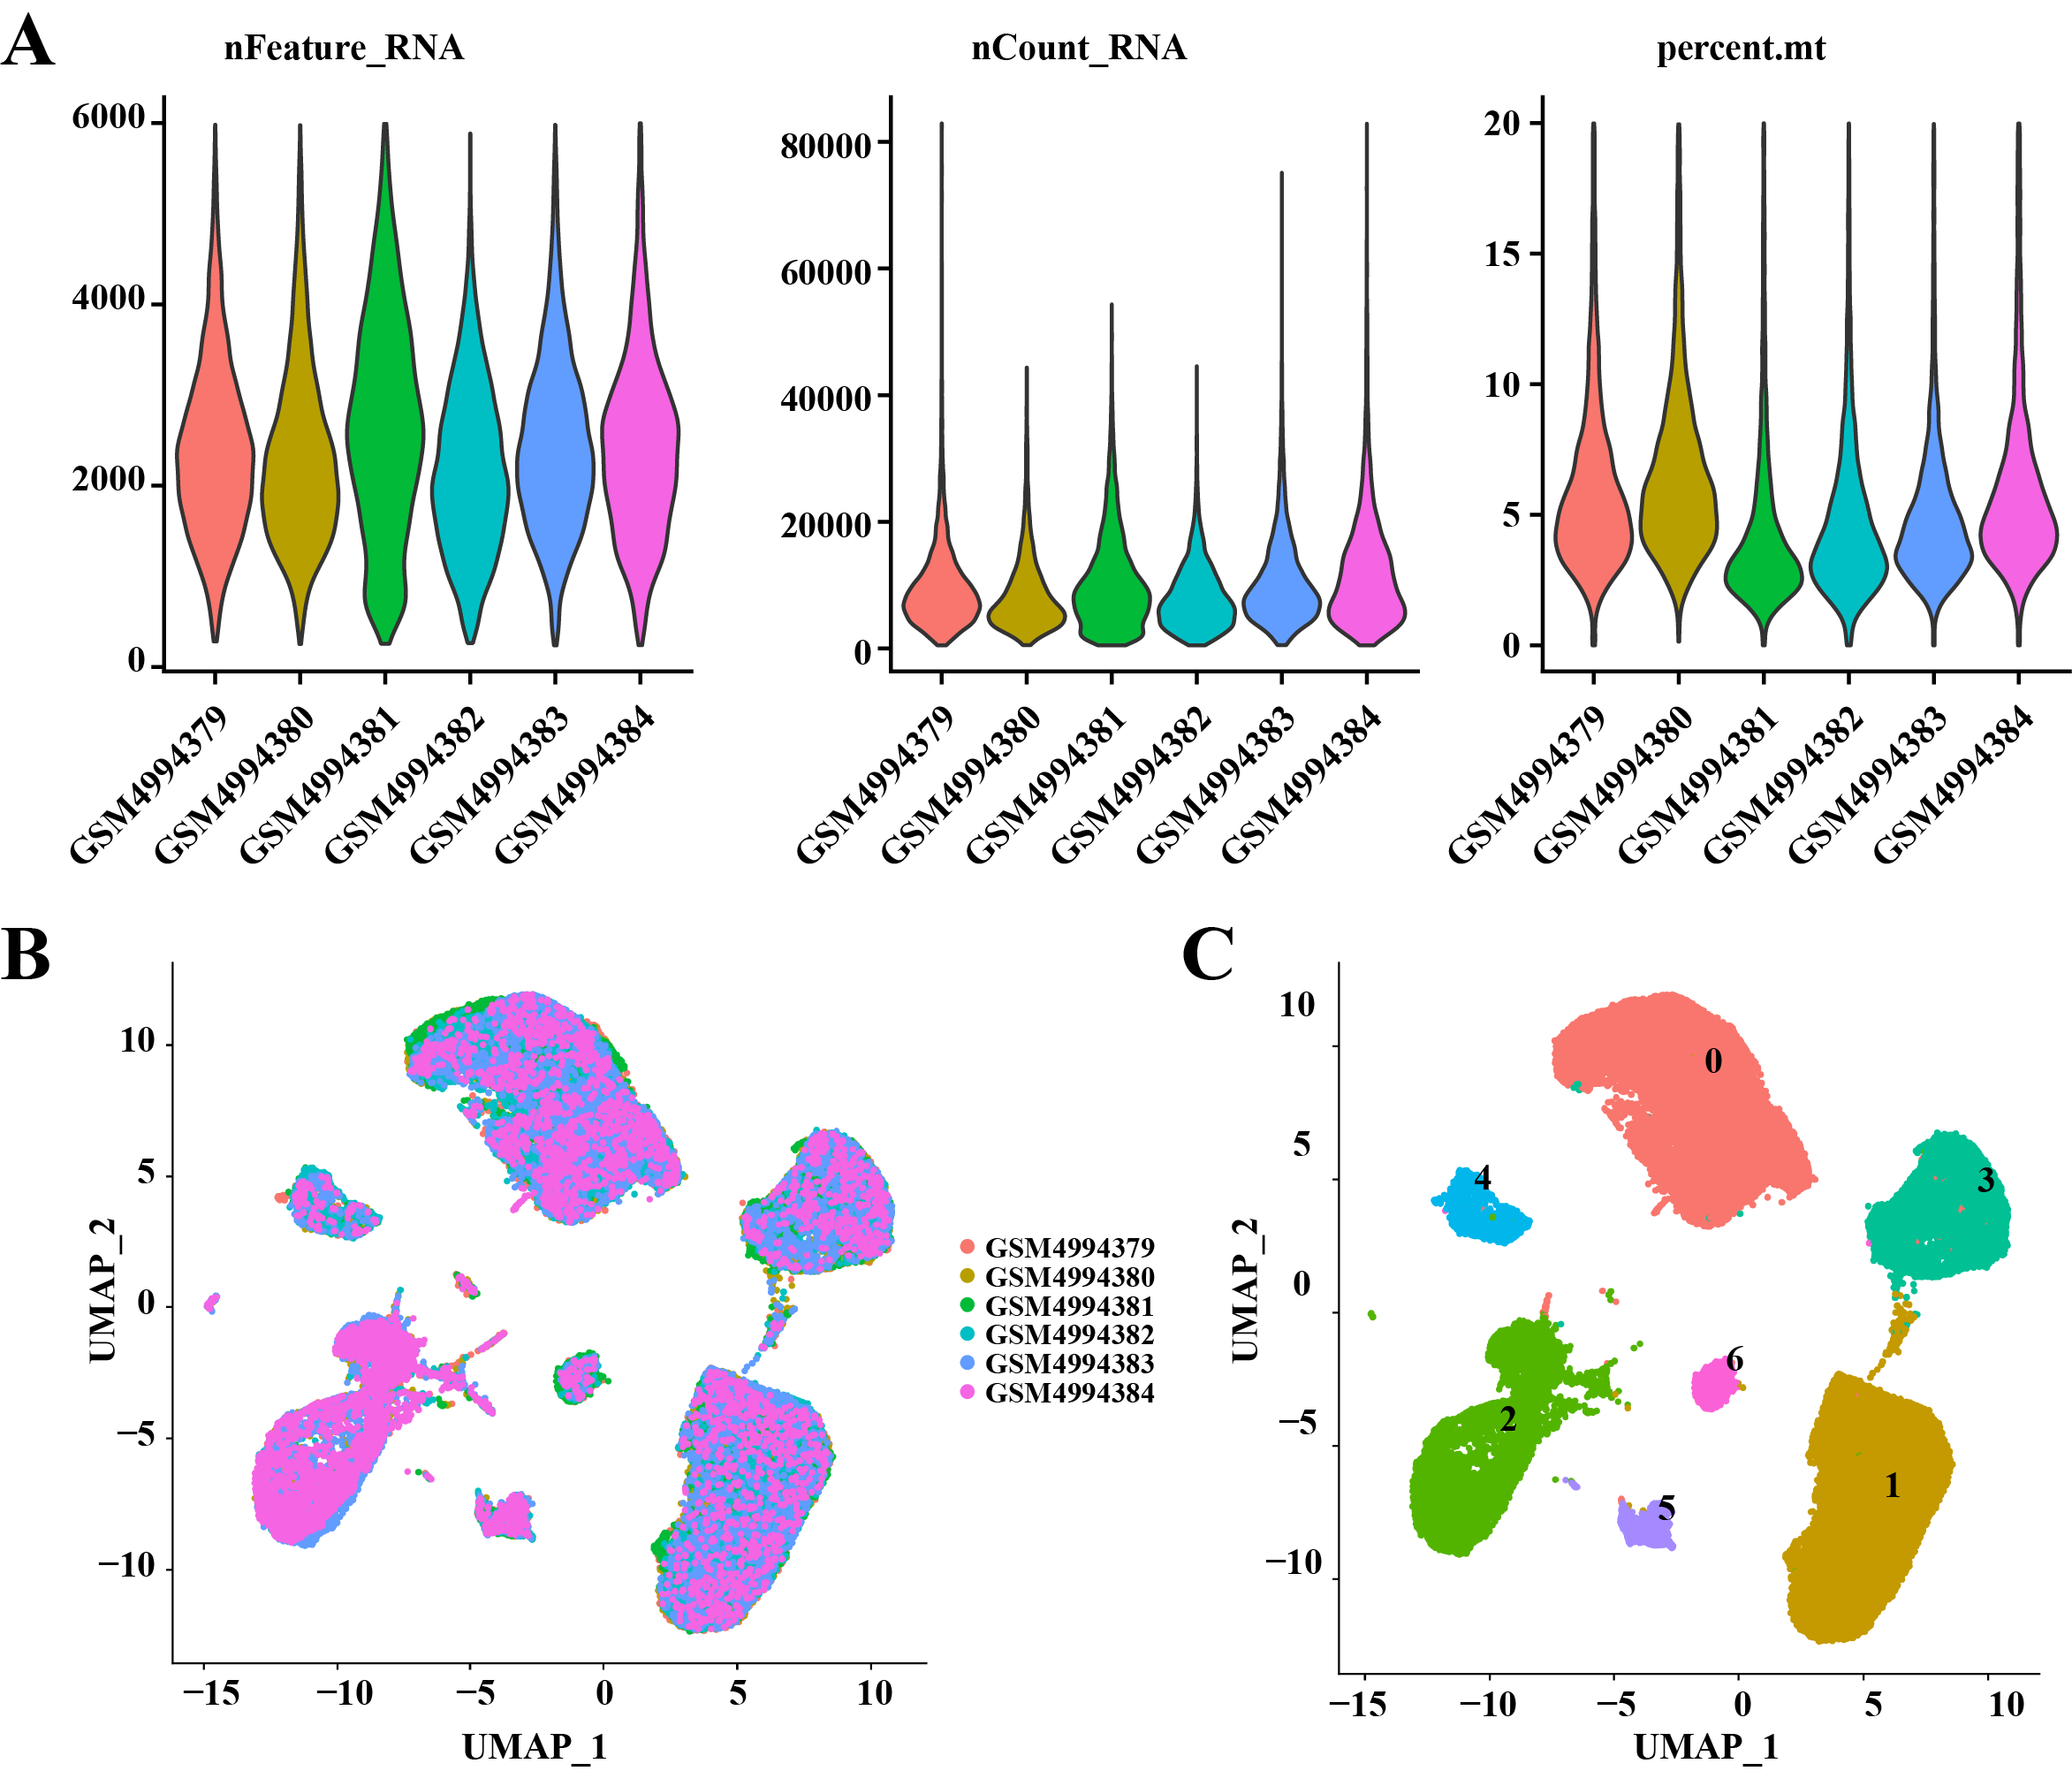 A
nFeature_RNA
nCount_RNA
percent.mt
6000
4000
2000
0
80000
60000
40000
20000
0
20
15
10
5
0
GSM4994379
GSM4994380
GSM4994381
GSM4994382
GSM4994383
GSM4994384
GSM4994379
GSM4994380
GSM4994381
GSM4994382
GSM4994383
GSM4994384
GSM4994379
GSM4994380
GSM4994381
GSM4994382
GSM4994383
GSM4994384
B
10
5
0
−5
−10
UMAP_2
−15
−10
−5
0
5
10
UMAP_1
GSM4994379
GSM4994380
GSM4994381
GSM4994382
GSM4994383
GSM4994384
C
10
5
0
−5
−10
UMAP_2
0
4
3
6
2
1
5
−15
−10
−5
0
5
10
UMAP_1